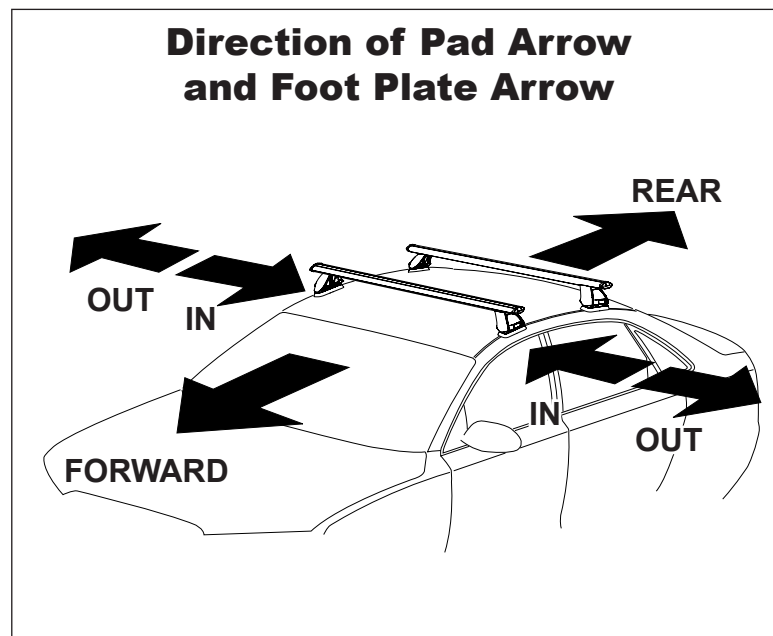 Direction of Pad Arrow
and Foot Plate Arrow
REAR
OUT
IN
IN
OUT
FORWARD